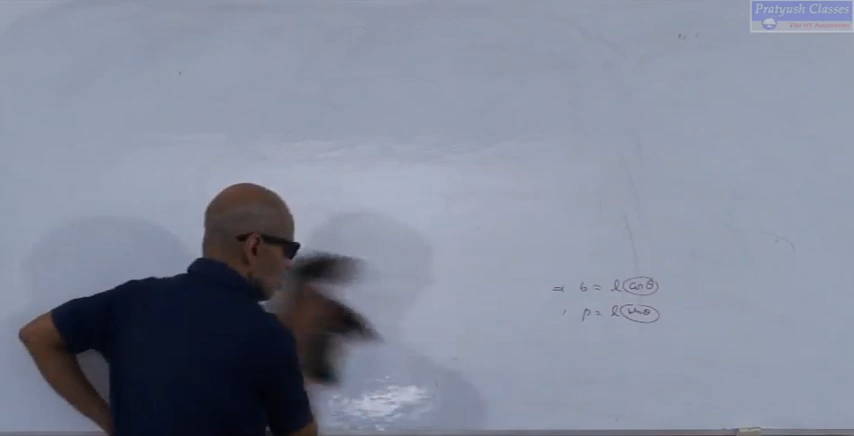 Pratyush Classes
⇒ b = l cosθ
, p = l sinθ